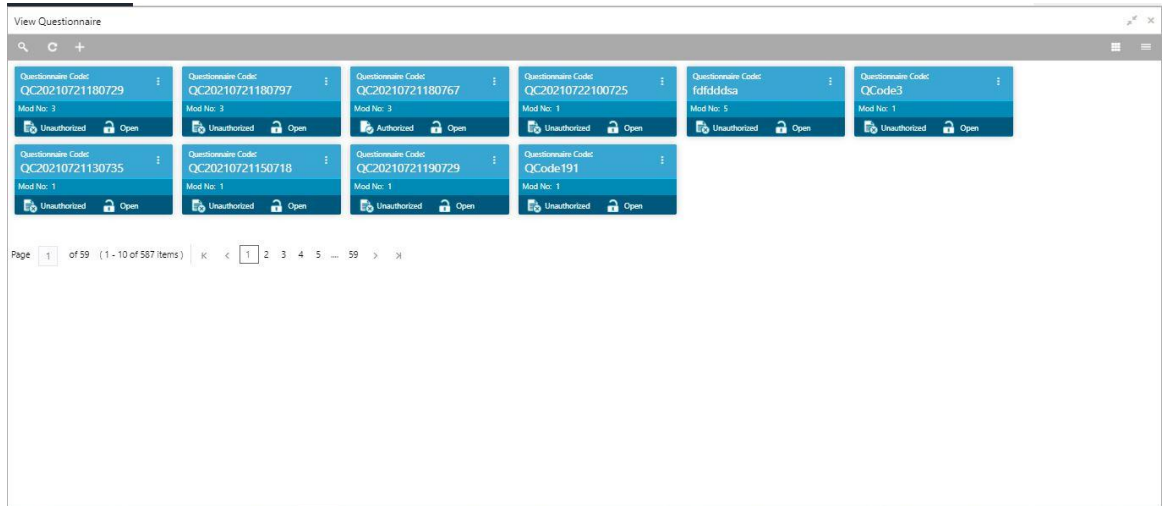 View Questionnaire
Questionnaire Code: Questionnaire Code: Questionnaire Code: Questionnaire Code: Questionnaire Code: Questionnaire Code:
QC20210721180729 QC20210721180797 QC20210721180767 QC20210722100725 fdfdddsa QCode3
Mod No: 3 Mod No: 3 Mod No: 3 Mod No: 1 Mod No: 5 Mod No: 1
Unauthorized Open Unauthorized Open Authorized Open Unauthorized Open Unauthorized Open Unauthorized Open
Questionnaire Code: Questionnaire Code: Questionnaire Code: Questionnaire Code:
QC20210721130735 QC20210721150718 QC20210721190729 QCode191
Mod No: 1 Mod No: 1 Mod No: 1 Mod No: 1
Unauthorized Open Unauthorized Open Unauthorized Open Unauthorized Open
Page 1 of 59 (1 - 10 of 587 items) 1 2 3 4 5 ... 59